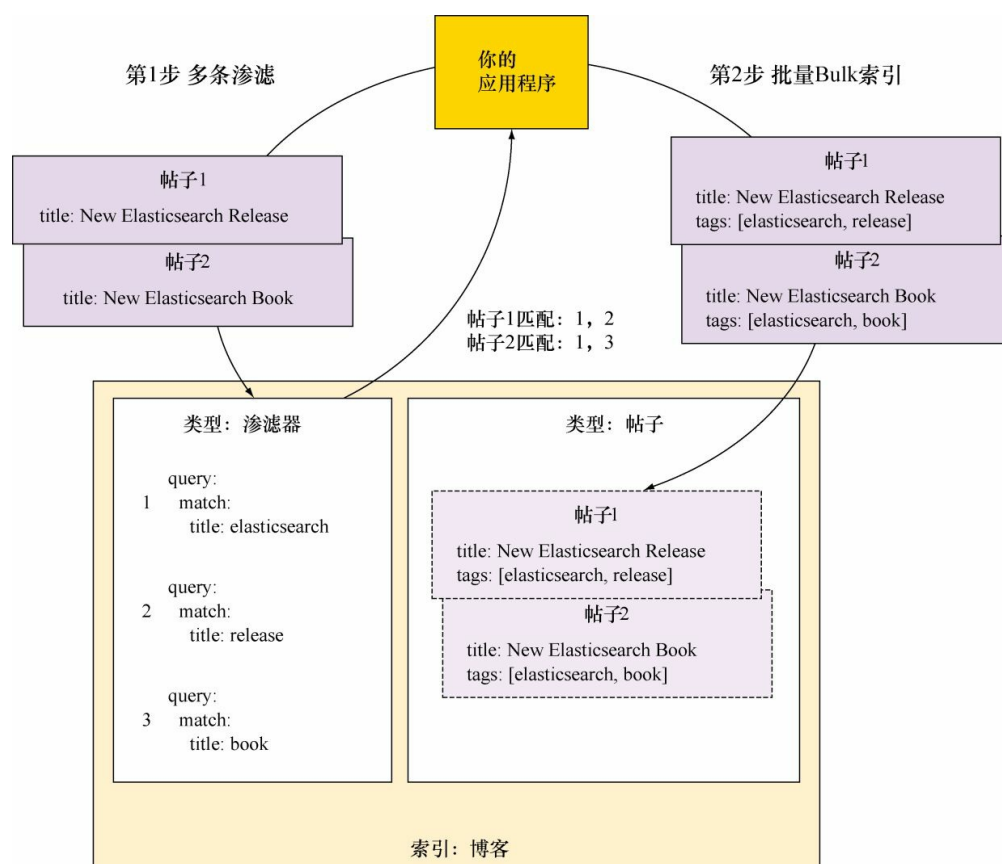 第1步 多条渗滤
你的
应用程序
第2步 批量Bulk索引
帖子1
title: New Elasticsearch Release
帖子2
title: New Elasticsearch Book
帖子1
title: New Elasticsearch Release
tags: [elasticsearch, release]
帖子2
title: New Elasticsearch Book
tags: [elasticsearch, book]
帖子1匹配：1，2
帖子2匹配：1，3
类型：渗滤器
query:
1 match:
title: elasticsearch
query:
2 match:
title: release
query:
3 match:
title: book
类型：帖子
帖子1
title: New Elasticsearch Release
tags: [elasticsearch, release]
帖子2
title: New Elasticsearch Book
tags: [elasticsearch, book]
索引：博客